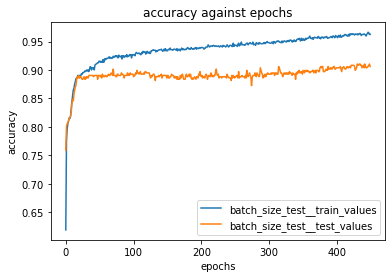 accuracy against epochs
accuracy
0.95
0.90
0.85
0.80
0.75
0.70
0.65
0
100
200
300
400
epochs
batch_size_test__train_values
batch_size_test__test_values